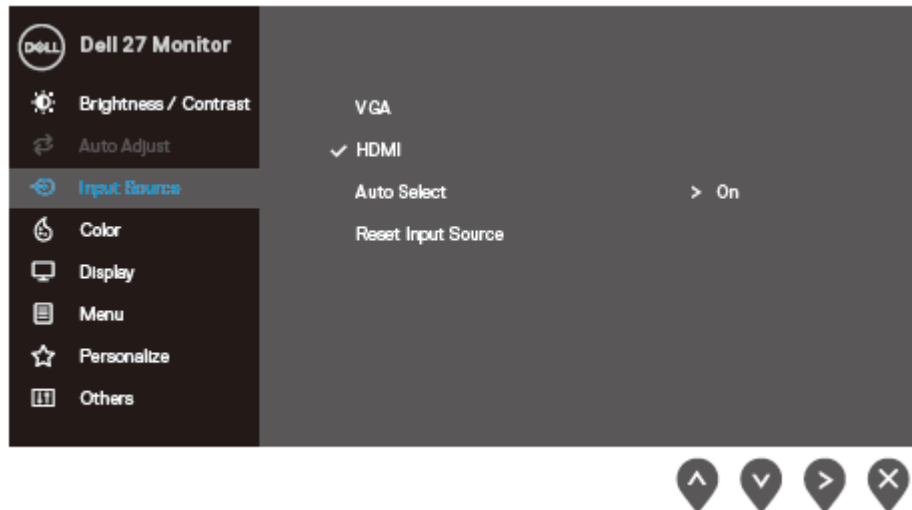 DELL Dell 27 Monitor
Brightness / Contrast
VGA
Auto Adjust
✓ HDMI
Input Source
Auto Select > On
Color
Reset Input Source
Display
Menu
Personalize
Others